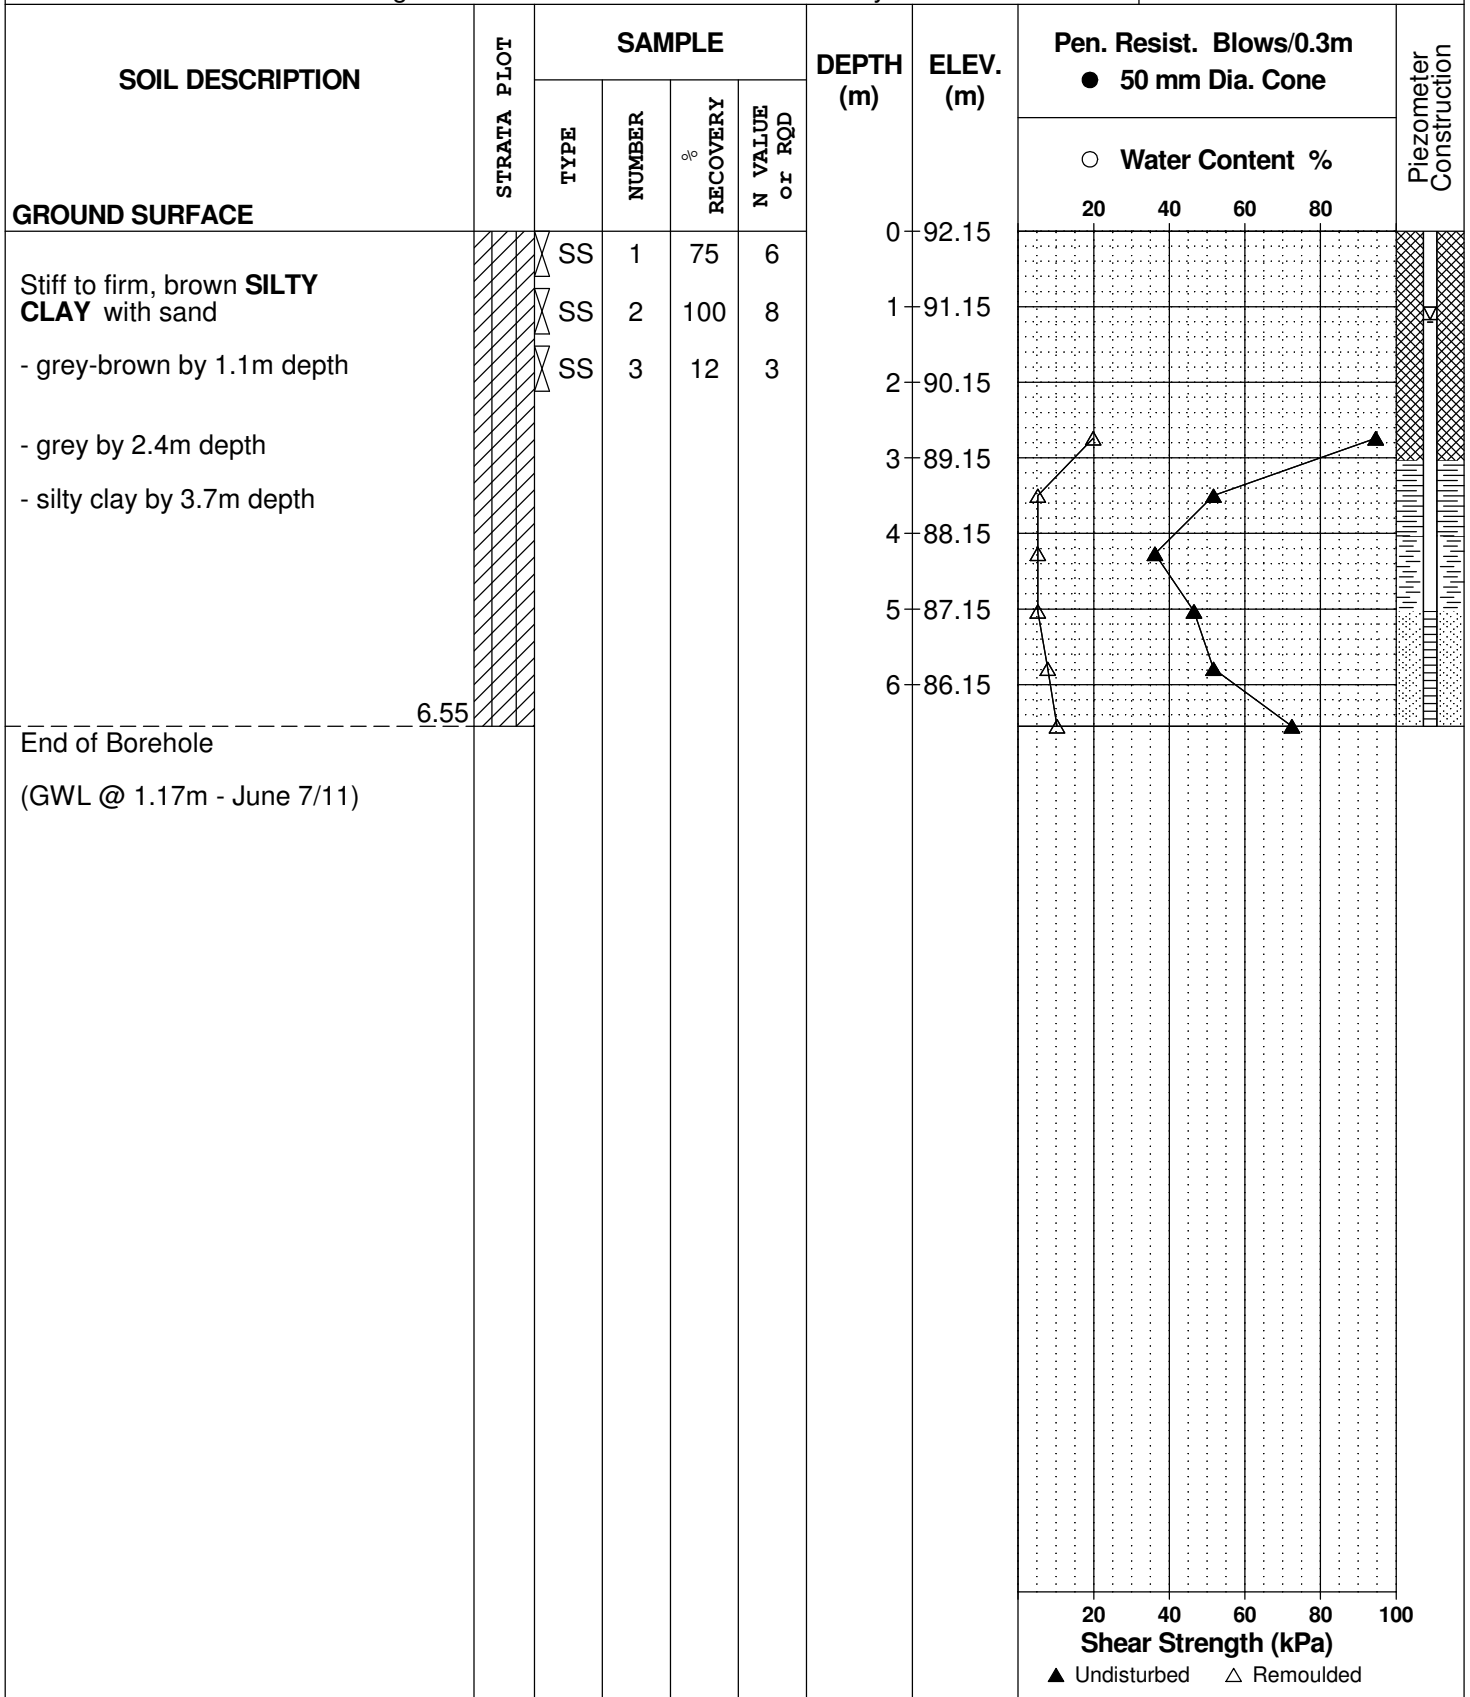 SOIL DESCRIPTION
GROUND SURFACE
STRATA PLOT
SAMPLE
TYPE
NUMBER
%
RECOVERY
N VALUE
or RQD
DEPTH
(m)
ELEV.
(m)
Pen. Resist. Blows/0.3m
● 50 mm Dia. Cone
○ Water Content %
20 40 60 80
Piezometer
Construction
0 92.15
SS 1 75 6
Stiff to firm, brown SILTY
CLAY with sand
SS 2 100 8
1 91.15
- grey-brown by 1.1m depth
SS 3 12 3
2 90.15
- grey by 2.4m depth
3 89.15
- silty clay by 3.7m depth
4 88.15
5 87.15
6 86.15
6.55
End of Borehole
(GWL @ 1.17m - June 7/11)
20 40 60 80 100
Shear Strength (kPa)
▲ Undisturbed △ Remoulded